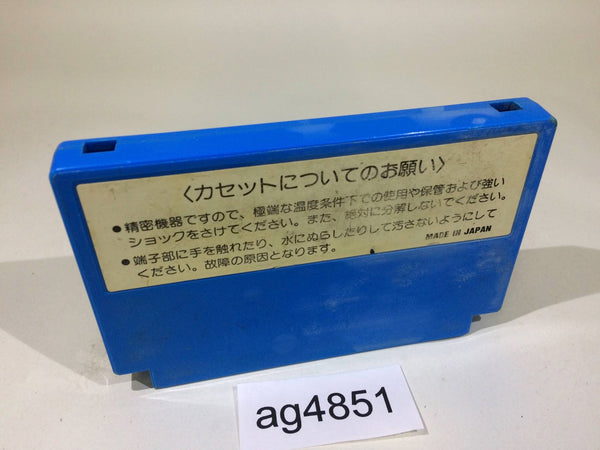 〈カセットについてのお願い〉
●精密機器ですので、極端な温度条件下での使用や保管および強い
ショックをさけてください。また、絶対に分解しないでください。
●端子部に手を触れたり、水にぬらしたりして汚さないようにして
ください。故障の原因となります。
MADE IN JAPAN
ag4851